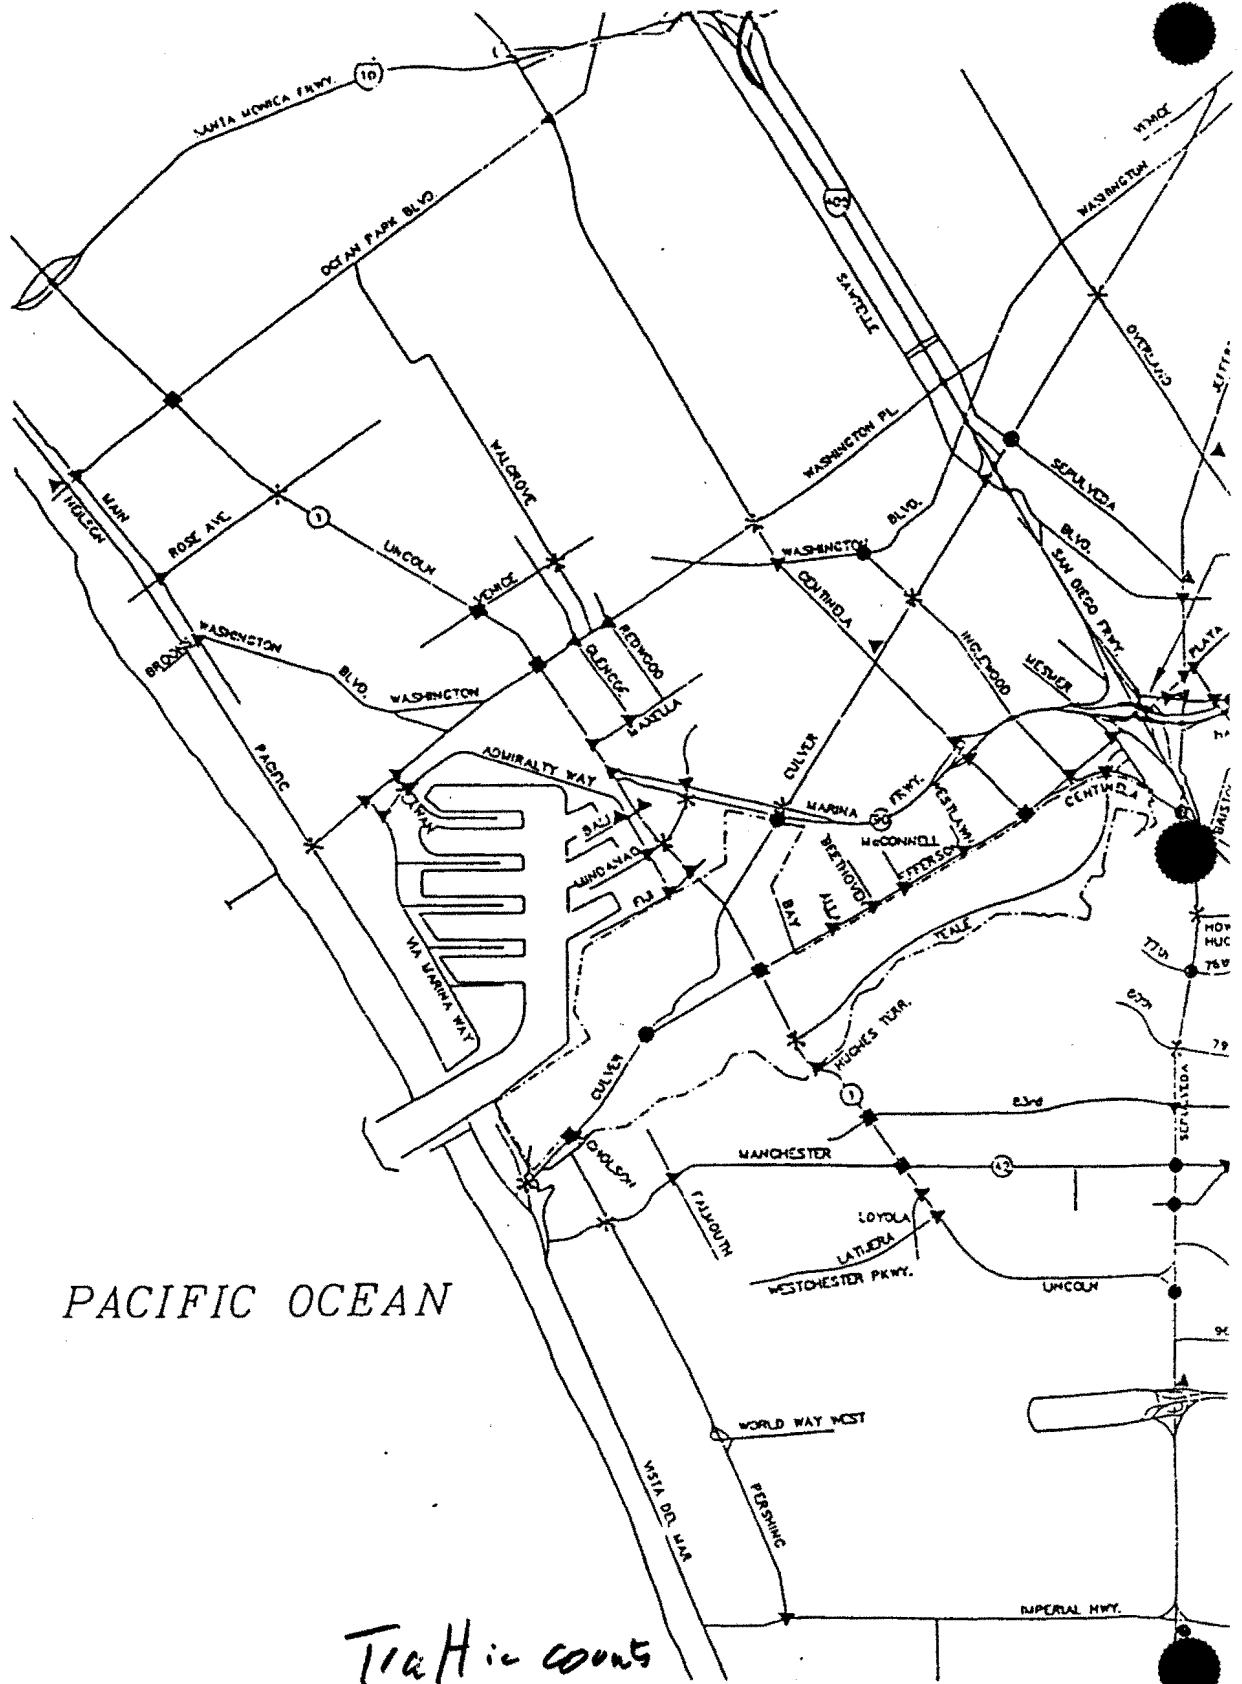 10
SANTA MONICA FRWY.
VENICE
WASHINGTON
OCEAN PARK BLVD.
405
SAWTELLE
OVERLAND
WALGROVE
WASHINGTON PL.
SEPULVEDA
MAIN
NEILSON
ROSE AVE
1
LINCOLN
BLVD.
BLVD.
WASHINGTON
VENICE
CENTINELA
SAN DIEGO FRWY.
BROOKS
WASHINGTON
BLVD.
WASHINGTON
GLENCOE
REDWOOD
INGLEWOOD
MESMER
PLAYA
MAXELLA
PACIFIC
ADMIRALTY WAY
CULVER
MARINA
FRWY.
90
CENTINELA
BALI
MINDANAO
McCONNELL
WESTLAWN
BEETHOVEN
JEFFERSON
ALLA
FIJI
BAY
TEALE
VIA MARINA WAY
77th
HUGHES TERR.
79
CULVER
1
83rd
SEPULVEDA
MANCHESTER
42
FALMOUTH
LOYOLA
LATIJERA
WESTCHESTER PKWY.
LINCOLN
PACIFIC OCEAN
WORLD WAY WEST
VISTA DEL MAR
PERSHING
IMPERIAL HWY.
Traffic counts